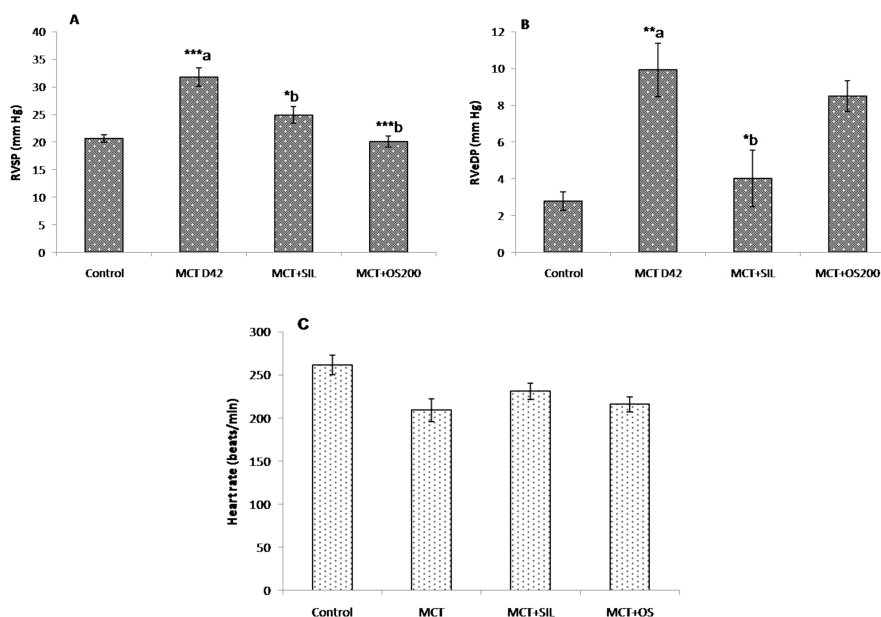 A
RVSP (mm Hg)
40
35
30
25
20
15
10
5
0
***a
*b
***b
Control
MCT D42
MCT+SIL
MCT+OS200
B
RVeDP (mm Hg)
12
10
8
6
4
2
0
**a
*b
Control
MCT D42
MCT+SIL
MCT+OS200
C
Heart rate (beats/min)
300
250
200
150
100
50
0
Control
MCT
MCT+SIL
MCT+OS